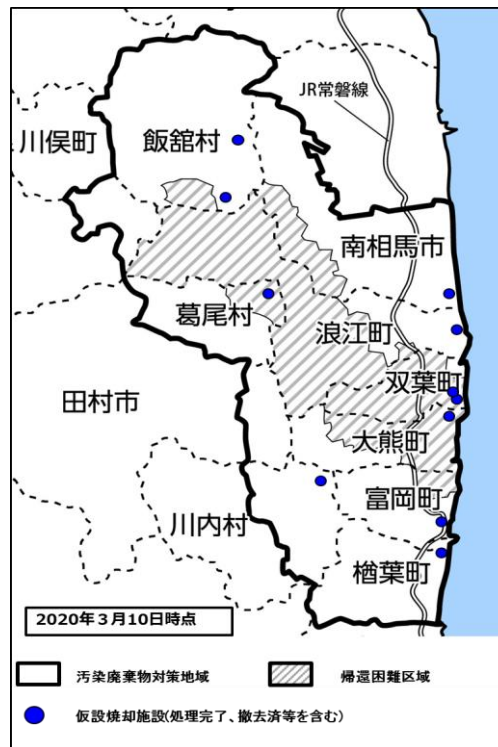 JR常磐線
川俣町
飯舘村
南相馬市
葛尾村
浪江町
双葉町
田村市
大熊町
富岡町
川内村
楢葉町
2020年３月10日時点
汚染廃棄物対策地域
帰還困難区域
仮設焼却施設(処理完了、撤去済等を含む)